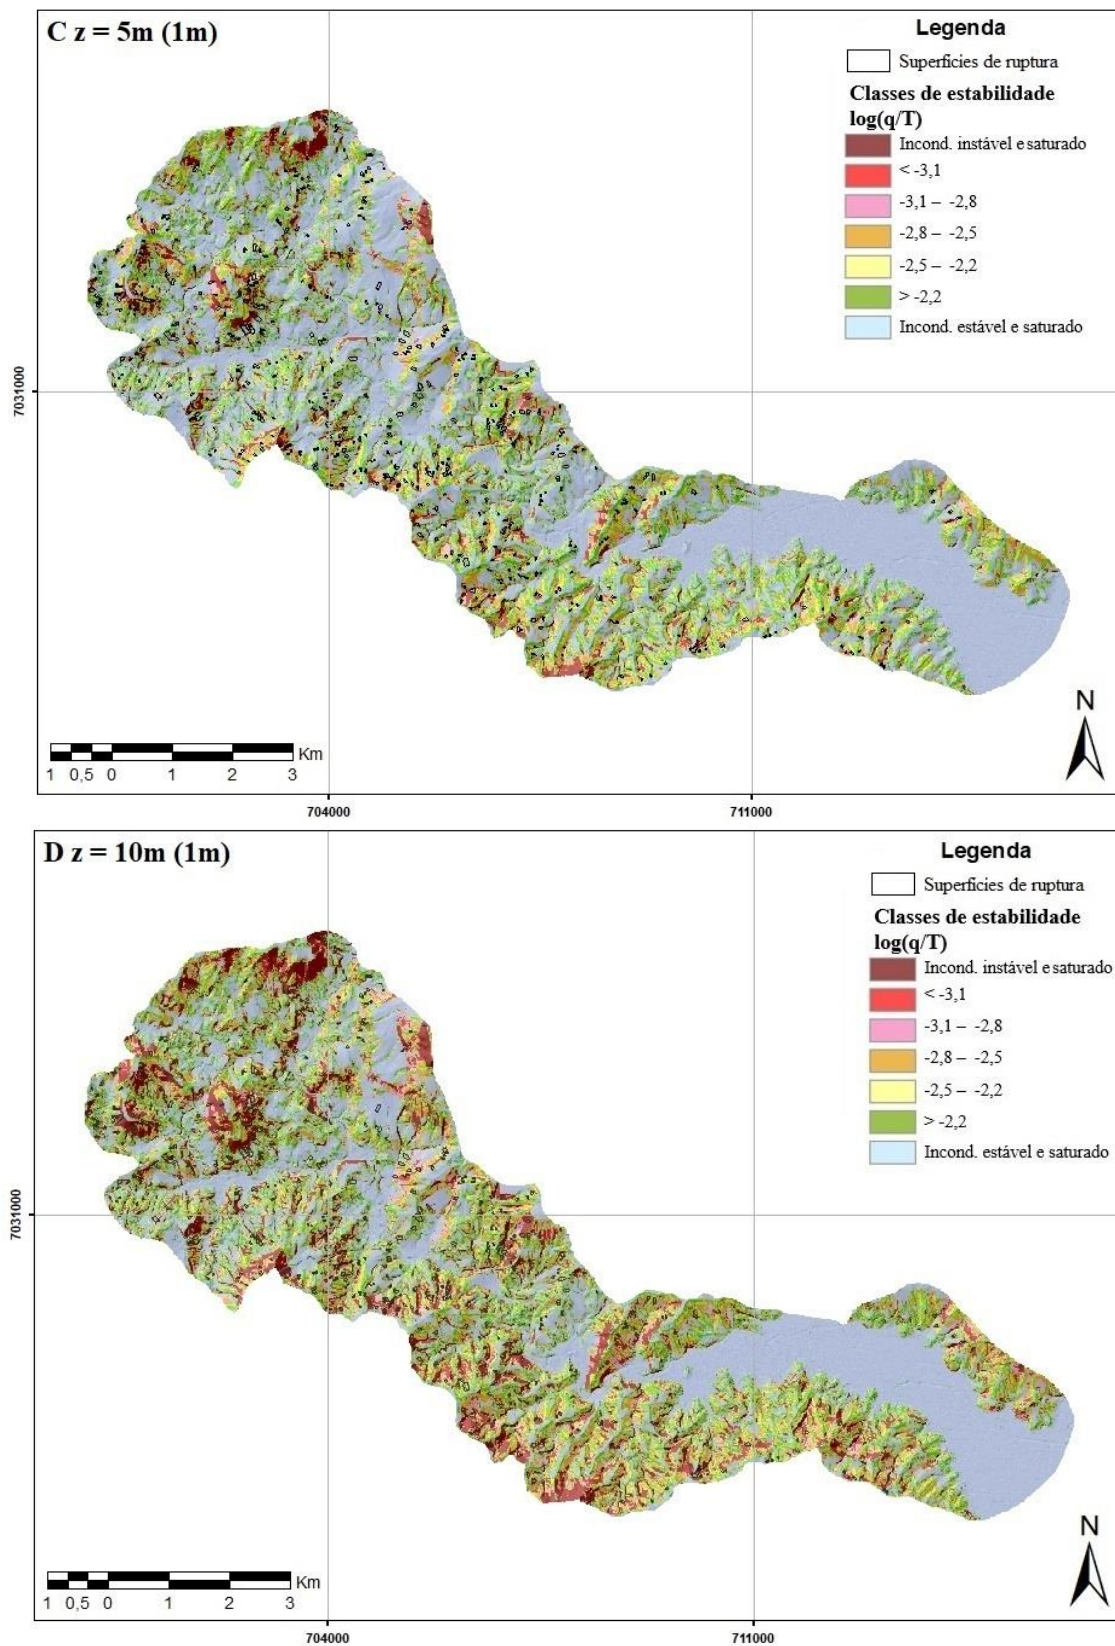 C z = 5m (1m)
Legenda
Superfícies de ruptura
Classes de estabilidade
log(q/T)
Incond. instável e saturado
< -3,1
-3,1 – -2,8
-2,8 – -2,5
-2,5 – -2,2
> -2,2
Incond. estável e saturado
7031000
N
Km
1 0,5 0 1 2 3
704000 711000
D z = 10m (1m)
Legenda
Superfícies de ruptura
Classes de estabilidade
log(q/T)
Incond. instável e saturado
< -3,1
-3,1 – -2,8
-2,8 – -2,5
-2,5 – -2,2
> -2,2
Incond. estável e saturado
7031000
N
Km
1 0,5 0 1 2 3
704000 711000